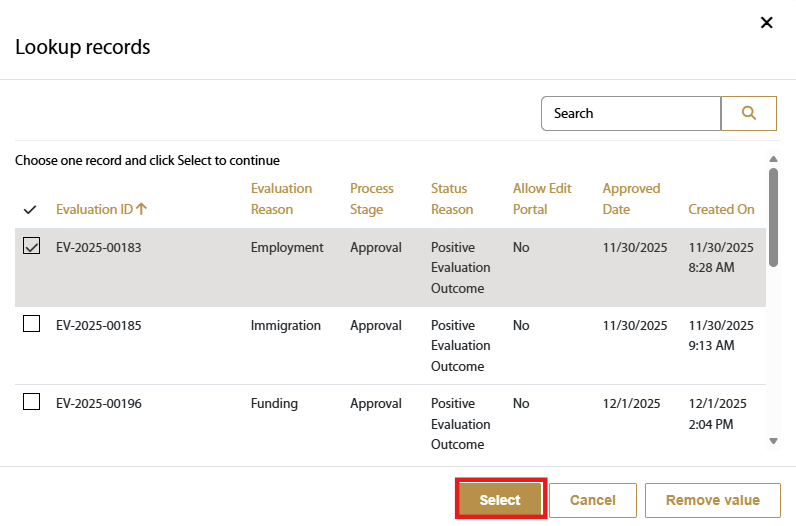 Lookup records
Search
Choose one record and click Select to continue
Evaluation ID Evaluation Reason Process Stage Status Reason Allow Edit Portal Approved Date Created On
EV-2025-00183 Employment Approval Positive Evaluation Outcome No 11/30/2025 11/30/2025 8:28 AM
EV-2025-00185 Immigration Approval Positive Evaluation Outcome No 11/30/2025 11/30/2025 9:13 AM
EV-2025-00196 Funding Approval Positive Evaluation Outcome No 12/1/2025 12/1/2025 2:04 PM
Select Cancel Remove value